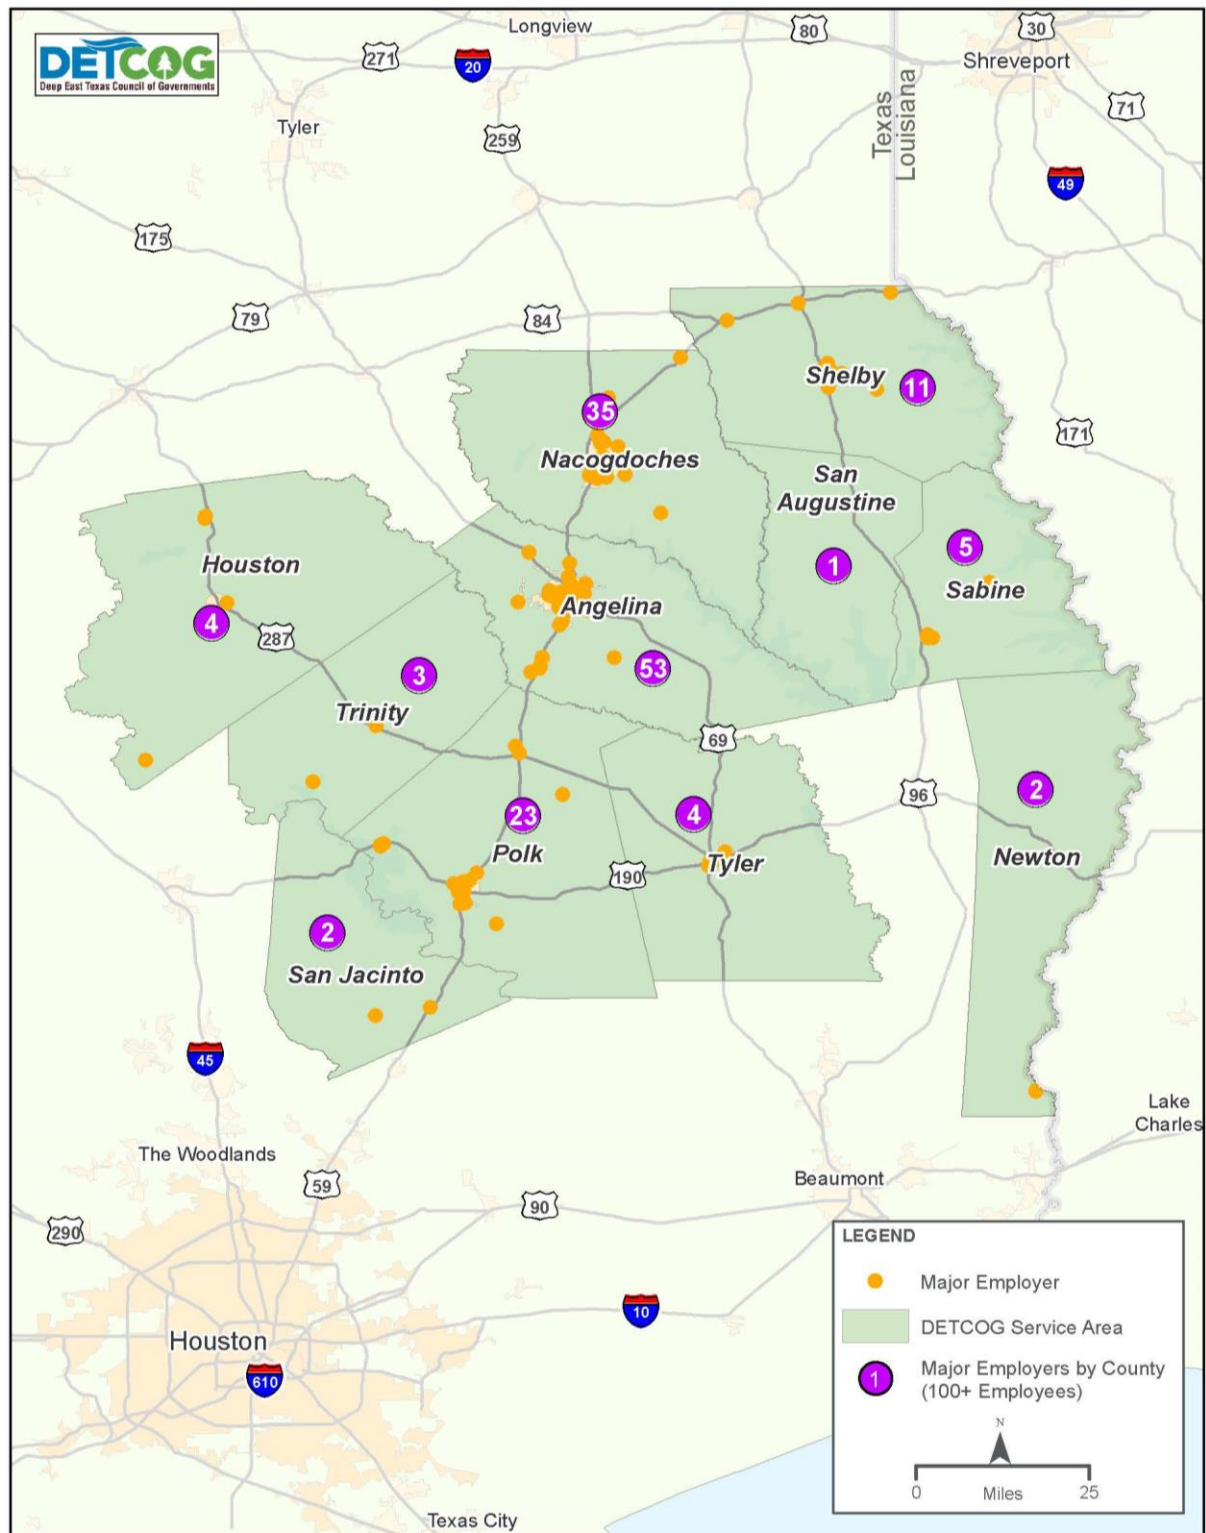 DETCOG
Deep East Texas Council of Governments
Longview
80
30
271
20
Shreveport
Texas
Louisiana
71
Tyler
259
49
175
79
84
Shelby
11
35
171
Nacogdoches
San
Augustine
5
Houston
1
Sabine
Angelina
4
287
53
3
Trinity
69
2
96
23
4
Polk
Tyler
Newton
190
2
San Jacinto
45
Lake
Charles
The Woodlands
59
Beaumont
90
290
10
Houston
610
Texas City
LEGEND
Major Employer
DETCOG Service Area
1
Major Employers by County
(100+ Employees)
N
0
Miles
25